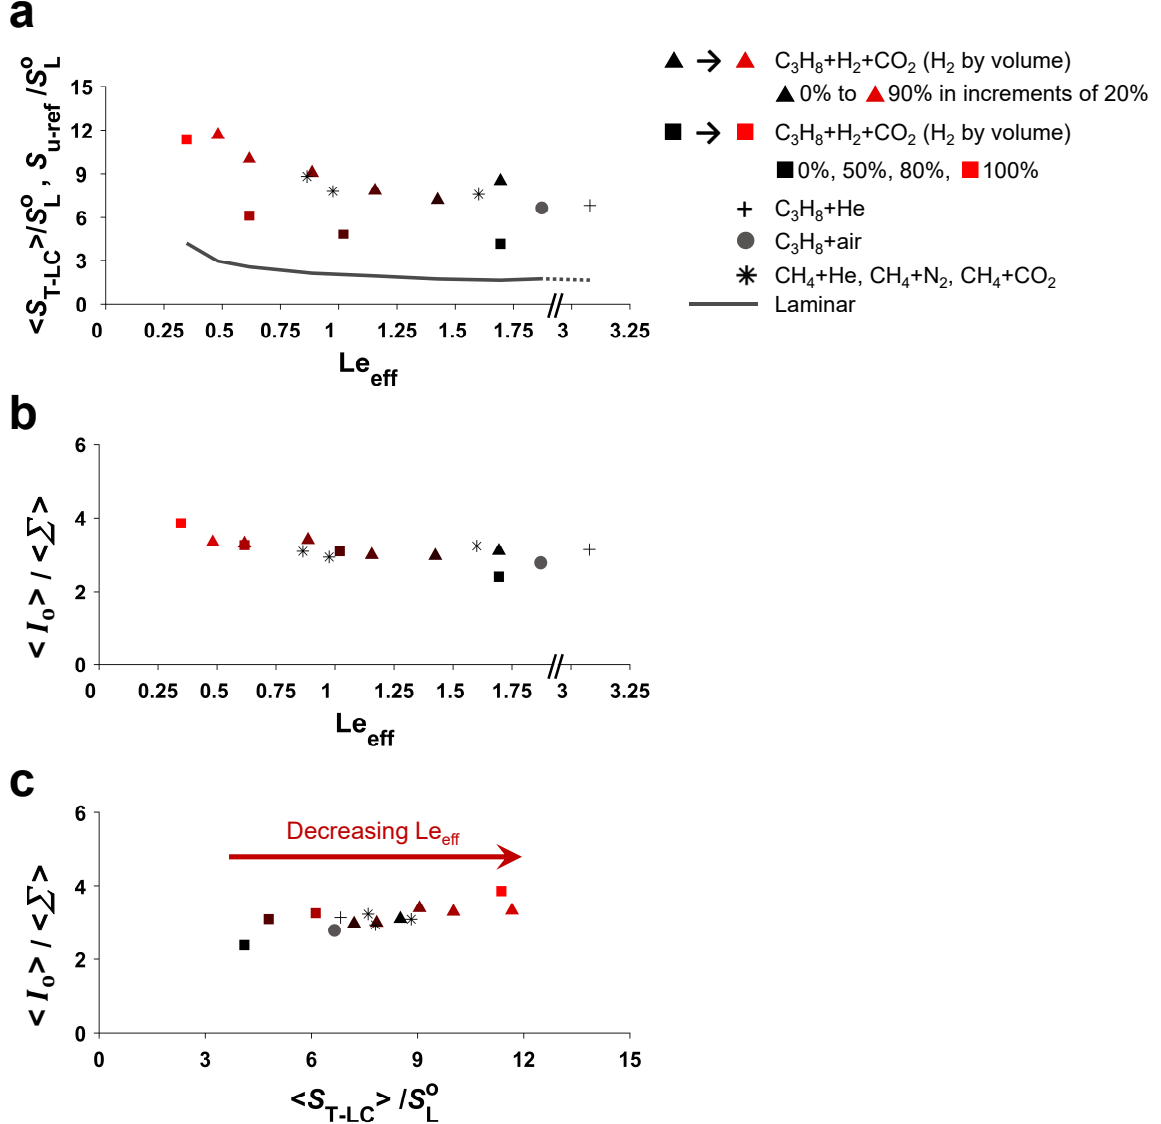 a
<S_T-LC>/S_L^o, S_u-ref/S_L^o
15
12
9
6
3
0
0 0.25 0.5 0.75 1 1.25 1.5 1.75 3 3.25
Le_eff
C₃H₈+H₂+CO₂ (H₂ by volume)
0% to 90% in increments of 20%
C₃H₈+H₂+CO₂ (H₂ by volume)
0%, 50%, 80%, 100%
C₃H₈+He
C₃H₈+air
CH₄+He, CH₄+N₂, CH₄+CO₂
Laminar
b
<I_o> / <Σ>
6
4
2
0
0 0.25 0.5 0.75 1 1.25 1.5 1.75 3 3.25
Le_eff
c
<I_o> / <Σ>
6
4
2
0
Decreasing Le_eff
0 3 6 9 12 15
<S_T-LC> /S_L^o